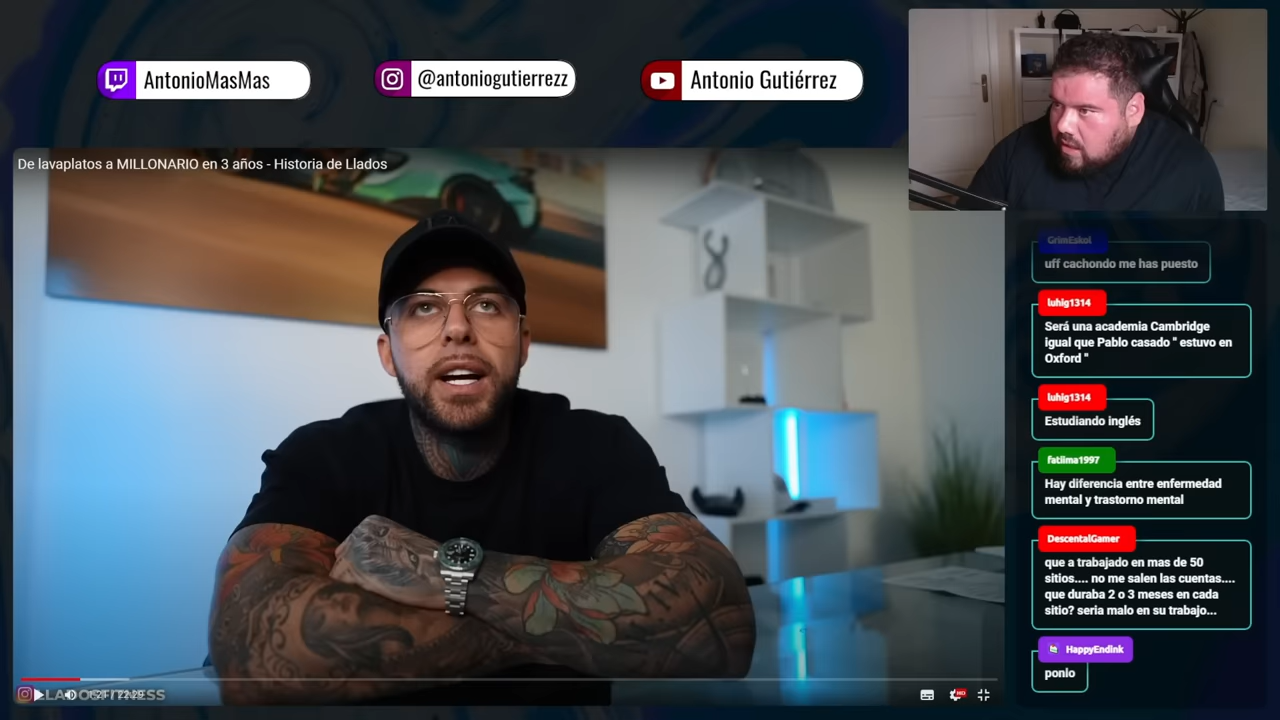 AntonioMasMas
@antoniogutierrezz
Antonio Gutiérrez
De lavaplatos a MILLONARIO en 3 años - Historia de Llados
GrimEskol
uff cachondo me has puesto
luhig1314
Será una academia Cambridge
igual que Pablo casado " estuvo en
Oxford "
luhig1314
Estudiando inglés
fatiima1997
Hay diferencia entre enfermedad
mental y trastorno mental
DescentalGamer
que a trabajado en mas de 50
sitios.... no me salen las cuentas....
que duraba 2 o 3 meses en cada
sitio? seria malo en su trabajo...
HappyEndink
ponlo
HD